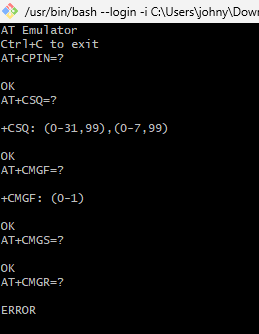 /usr/bin/bash --login -i C:\Users\johny\Dow
AT Emulator
Ctrl+C to exit
AT+CPIN=?
OK
AT+CSQ=?
+CSQ: (0-31,99),(0-7,99)
OK
AT+CMGF=?
+CMGF: (0-1)
OK
AT+CMGS=?
OK
AT+CMGR=?
ERROR